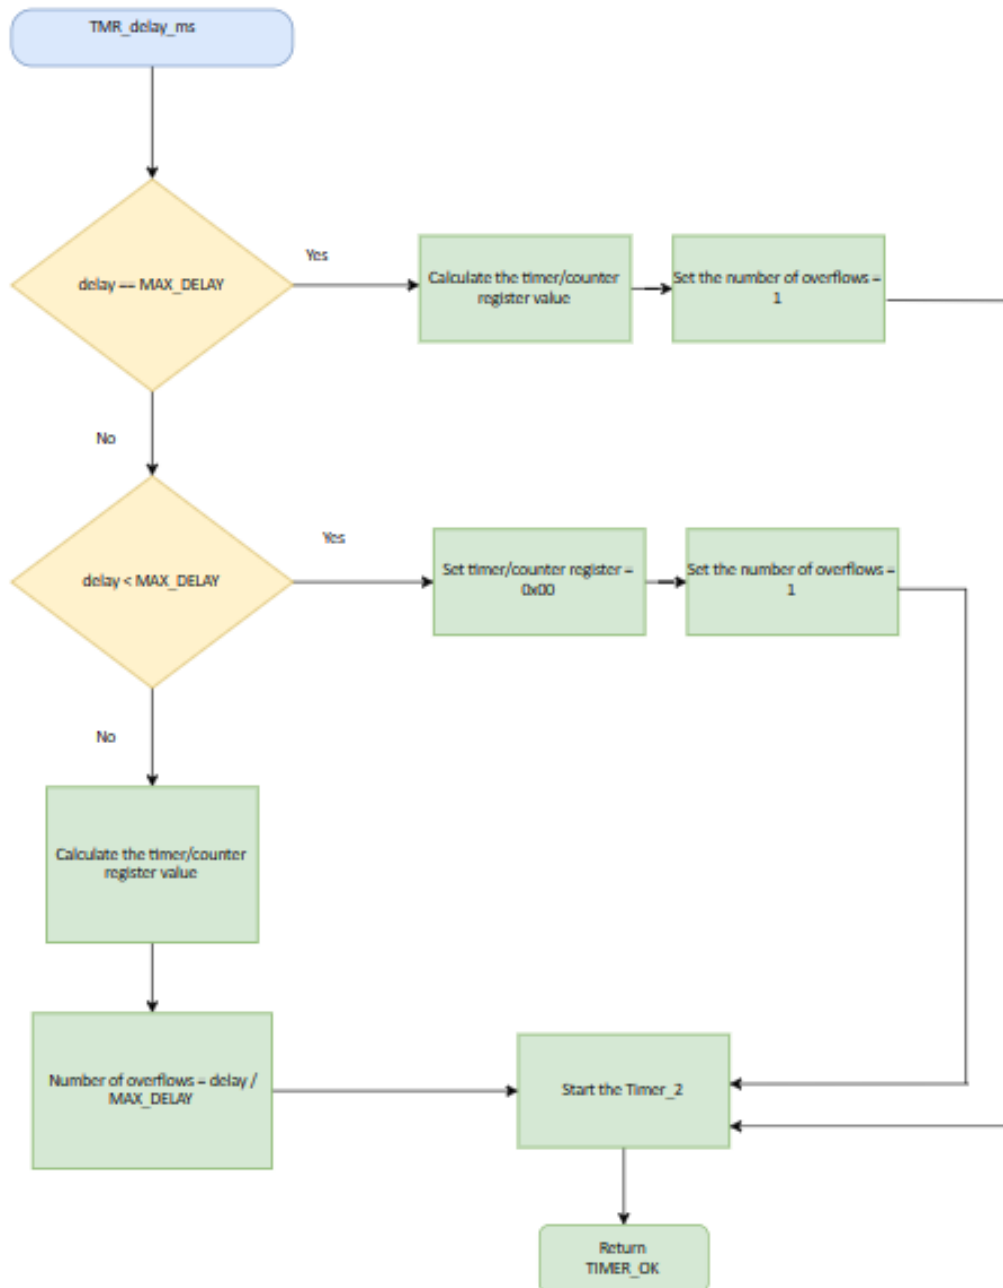 TMR_delay_ms
delay == MAX_DELAY
Yes
Calculate the timer/counter
register value
Set the number of overflows =
1
No
delay < MAX_DELAY
Yes
Set timer/counter register =
0x00
Set the number of overflows =
1
No
Calculate the timer/counter
register value
Number of overflows = delay /
MAX_DELAY
Start the Timer_2
Return
TIMER_OK